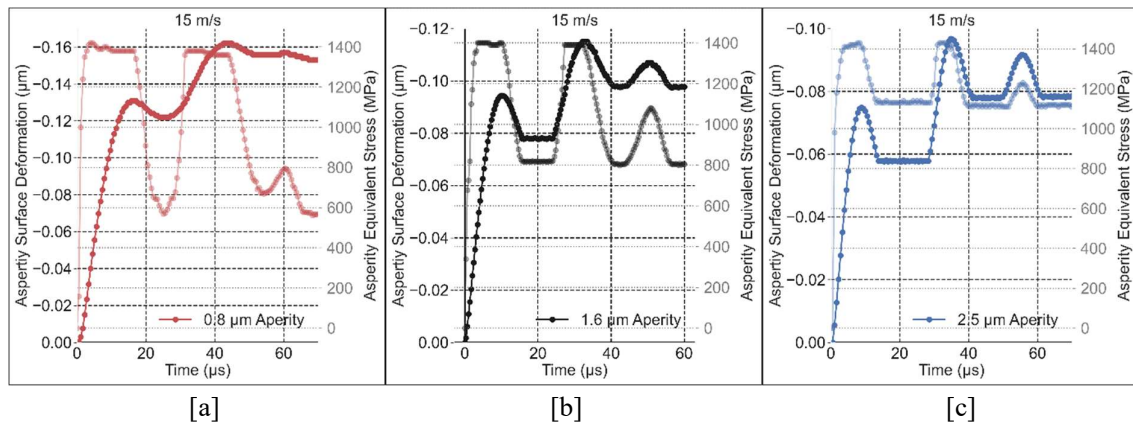 15 m/s
Aspertiy Surface Deformation (µm)
−0.16
−0.14
−0.12
−0.10
−0.08
−0.06
−0.04
−0.02
0.00
1400
1200
1000
800
600
400
200
0
Asperity Equivalent Stress (MPa)
0.8 µm Aperity
0 20 40 60
Time (µs)
[a]
15 m/s
Aspertiy Surface Deformation (µm)
−0.12
−0.10
−0.08
−0.06
−0.04
−0.02
0.00
1400
1200
1000
800
600
400
200
0
Asperity Equivalent Stress (MPa)
1.6 µm Aperity
0 10 20 30 40 50 60
Time (µs)
[b]
15 m/s
Aspertiy Surface Deformation (µm)
−0.10
−0.08
−0.06
−0.04
−0.02
0.00
1400
1200
1000
800
600
400
200
0
Asperity Equivalent Stress (MPa)
2.5 µm Aperity
0 20 40 60
Time (µs)
[c]